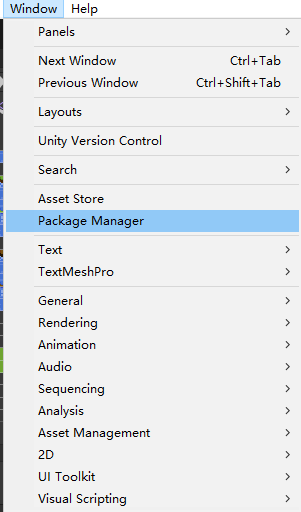 Window Help
Panels
Next Window Ctrl+Tab
Previous Window Ctrl+Shift+Tab
Layouts
Unity Version Control
Search
Asset Store
Package Manager
Text
TextMeshPro
General
Rendering
Animation
Audio
Sequencing
Analysis
Asset Management
2D
UI Toolkit
Visual Scripting